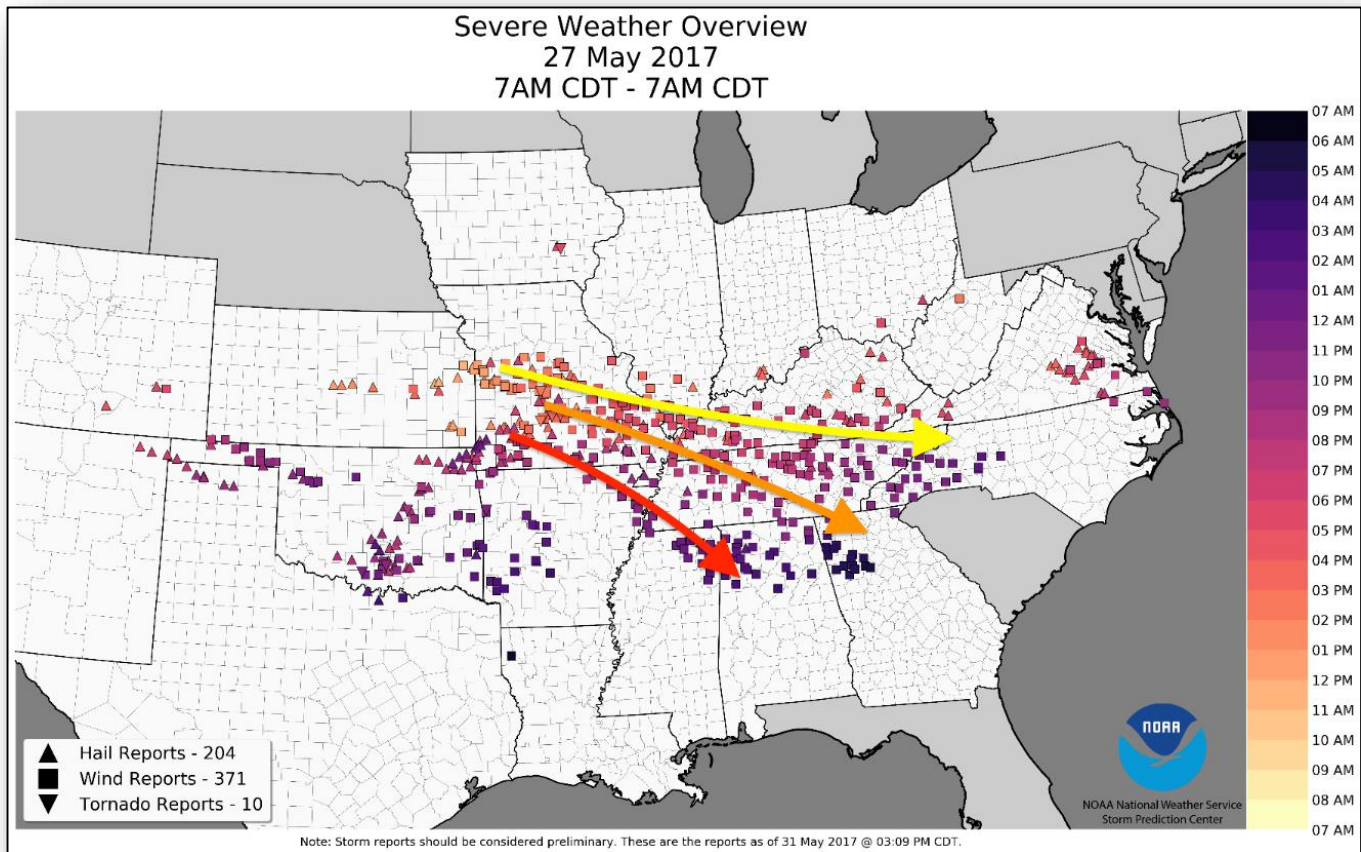 Severe Weather Overview
27 May 2017
7AM CDT - 7AM CDT
07 AM
06 AM
05 AM
04 AM
03 AM
02 AM
01 AM
12 AM
11 PM
10 PM
09 PM
08 PM
07 PM
06 PM
05 PM
04 PM
03 PM
02 PM
01 PM
12 PM
11 AM
10 AM
09 AM
08 AM
07 AM
Hail Reports - 204
Wind Reports - 371
Tornado Reports - 10
NOAA
NOAA National Weather Service
Storm Prediction Center
Note: Storm reports should be considered preliminary. These are the reports as of 31 May 2017 @ 03:09 PM CDT.